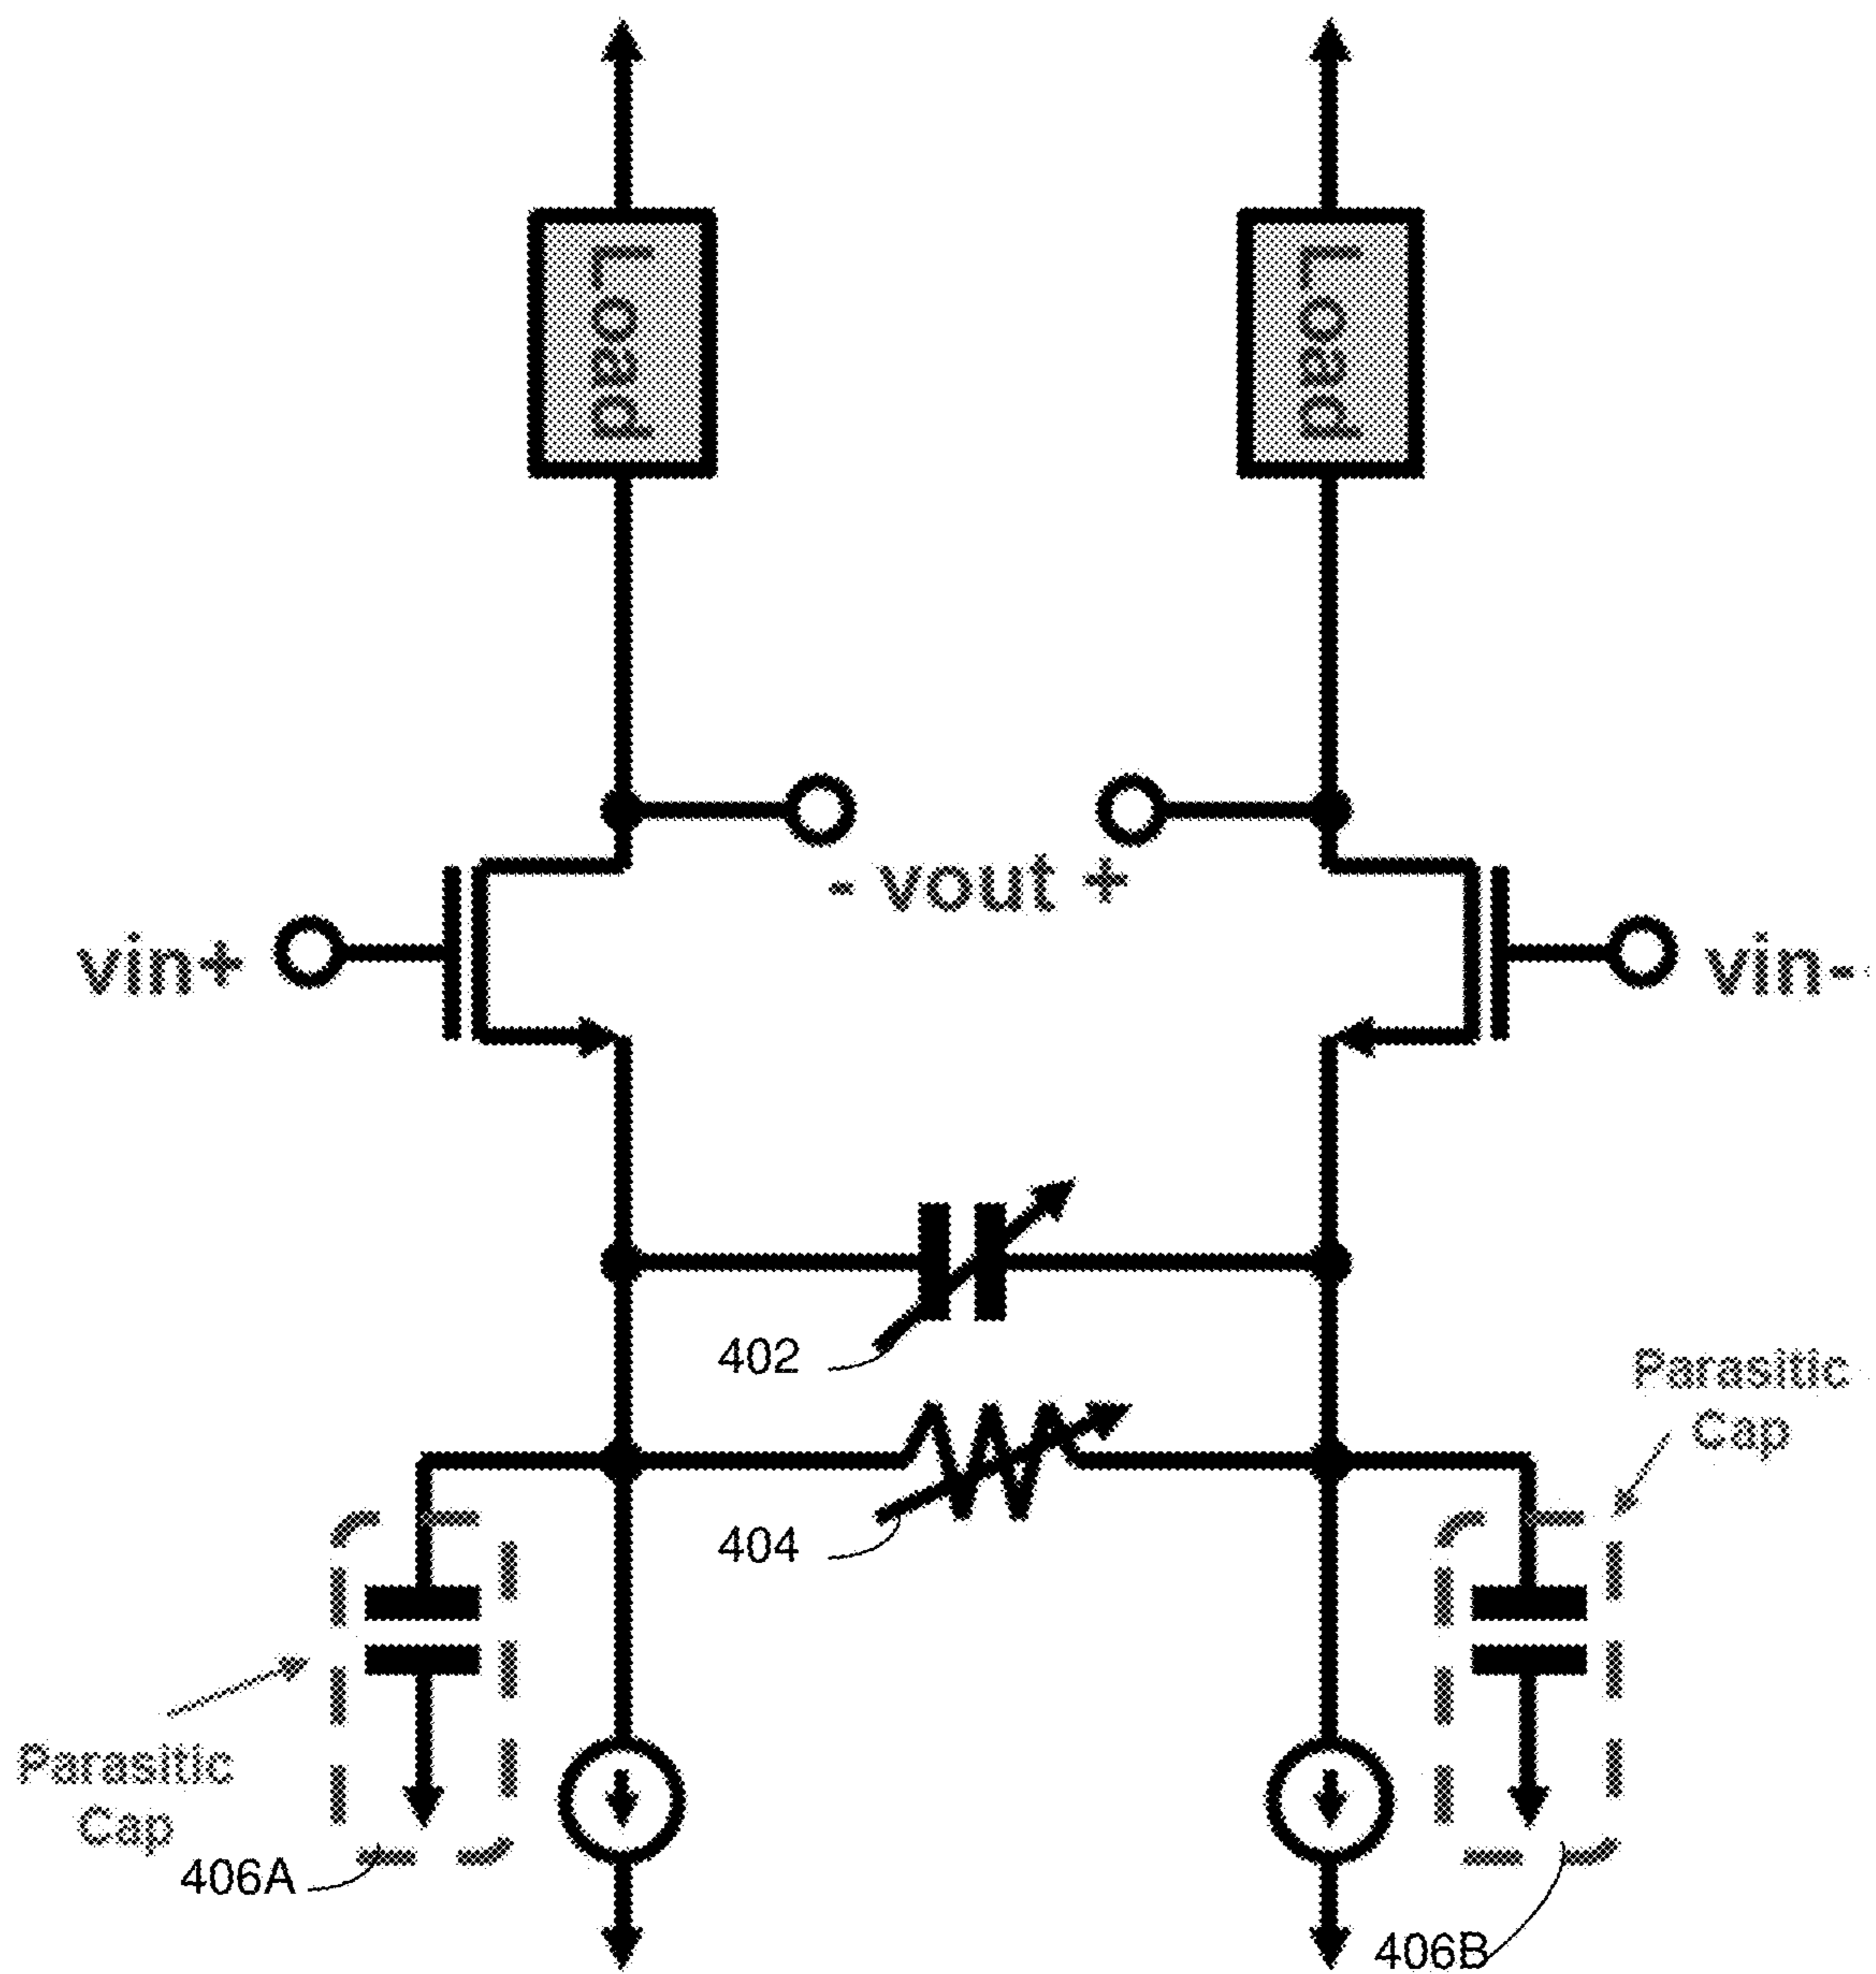 Load
Load
- vout +
vin+
vin-
402
Parasitic
Cap
404
Parasitic
Cap
406A
406B